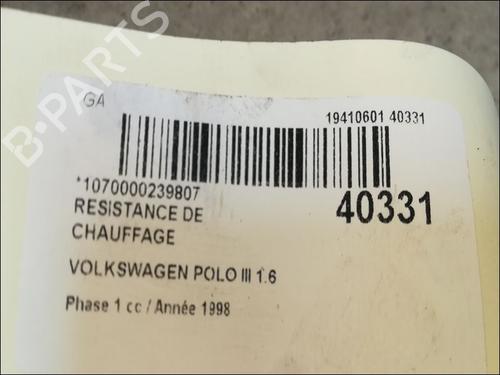 B-PARTS
GA
19410601 40331
*1070000239807
RESISTANCE DE
40331
CHAUFFAGE
VOLKSWAGEN POLO III 1.6
Phase 1 cc / Année 1998